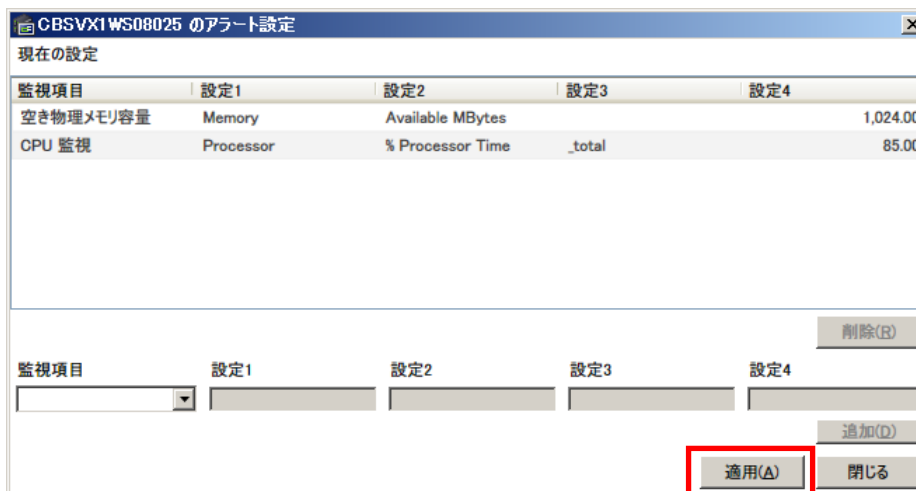 CBSVX1WS08025 のアラート設定
現在の設定
監視項目 設定1 設定2 設定3 設定4
空き物理メモリ容量 Memory Available MBytes 1,024.00
CPU 監視 Processor % Processor Time _total 85.00
削除(R)
監視項目 設定1 設定2 設定3 設定4
追加(D)
適用(A) 閉じる